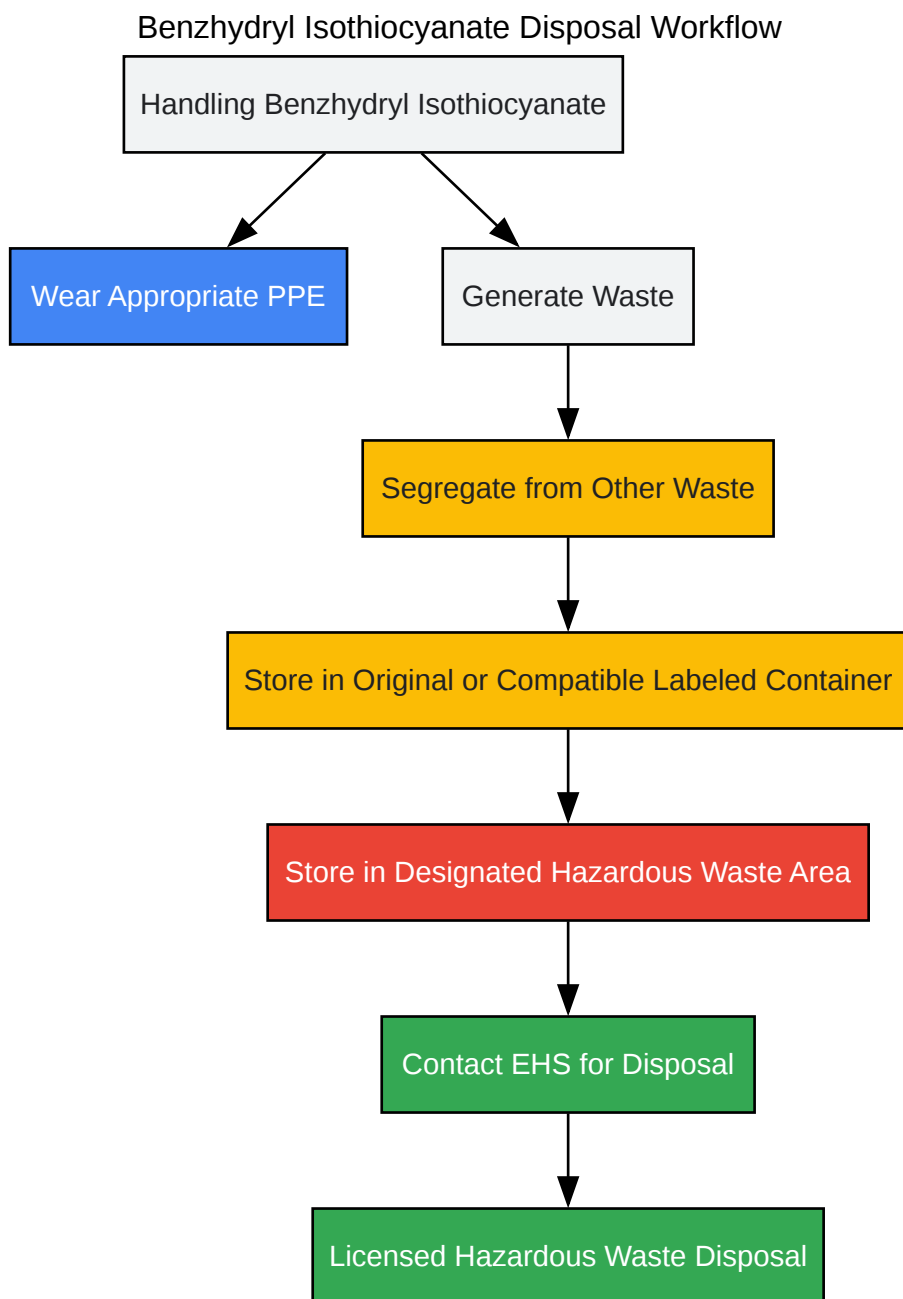 Benzhydryl Isothiocyanate Disposal Workflow
Handling Benzhydryl Isothiocyanate
Wear Appropriate PPE
Generate Waste
Segregate from Other Waste
Store in Original or Compatible Labeled Container
Store in Designated Hazardous Waste Area
Contact EHS for Disposal
Licensed Hazardous Waste Disposal